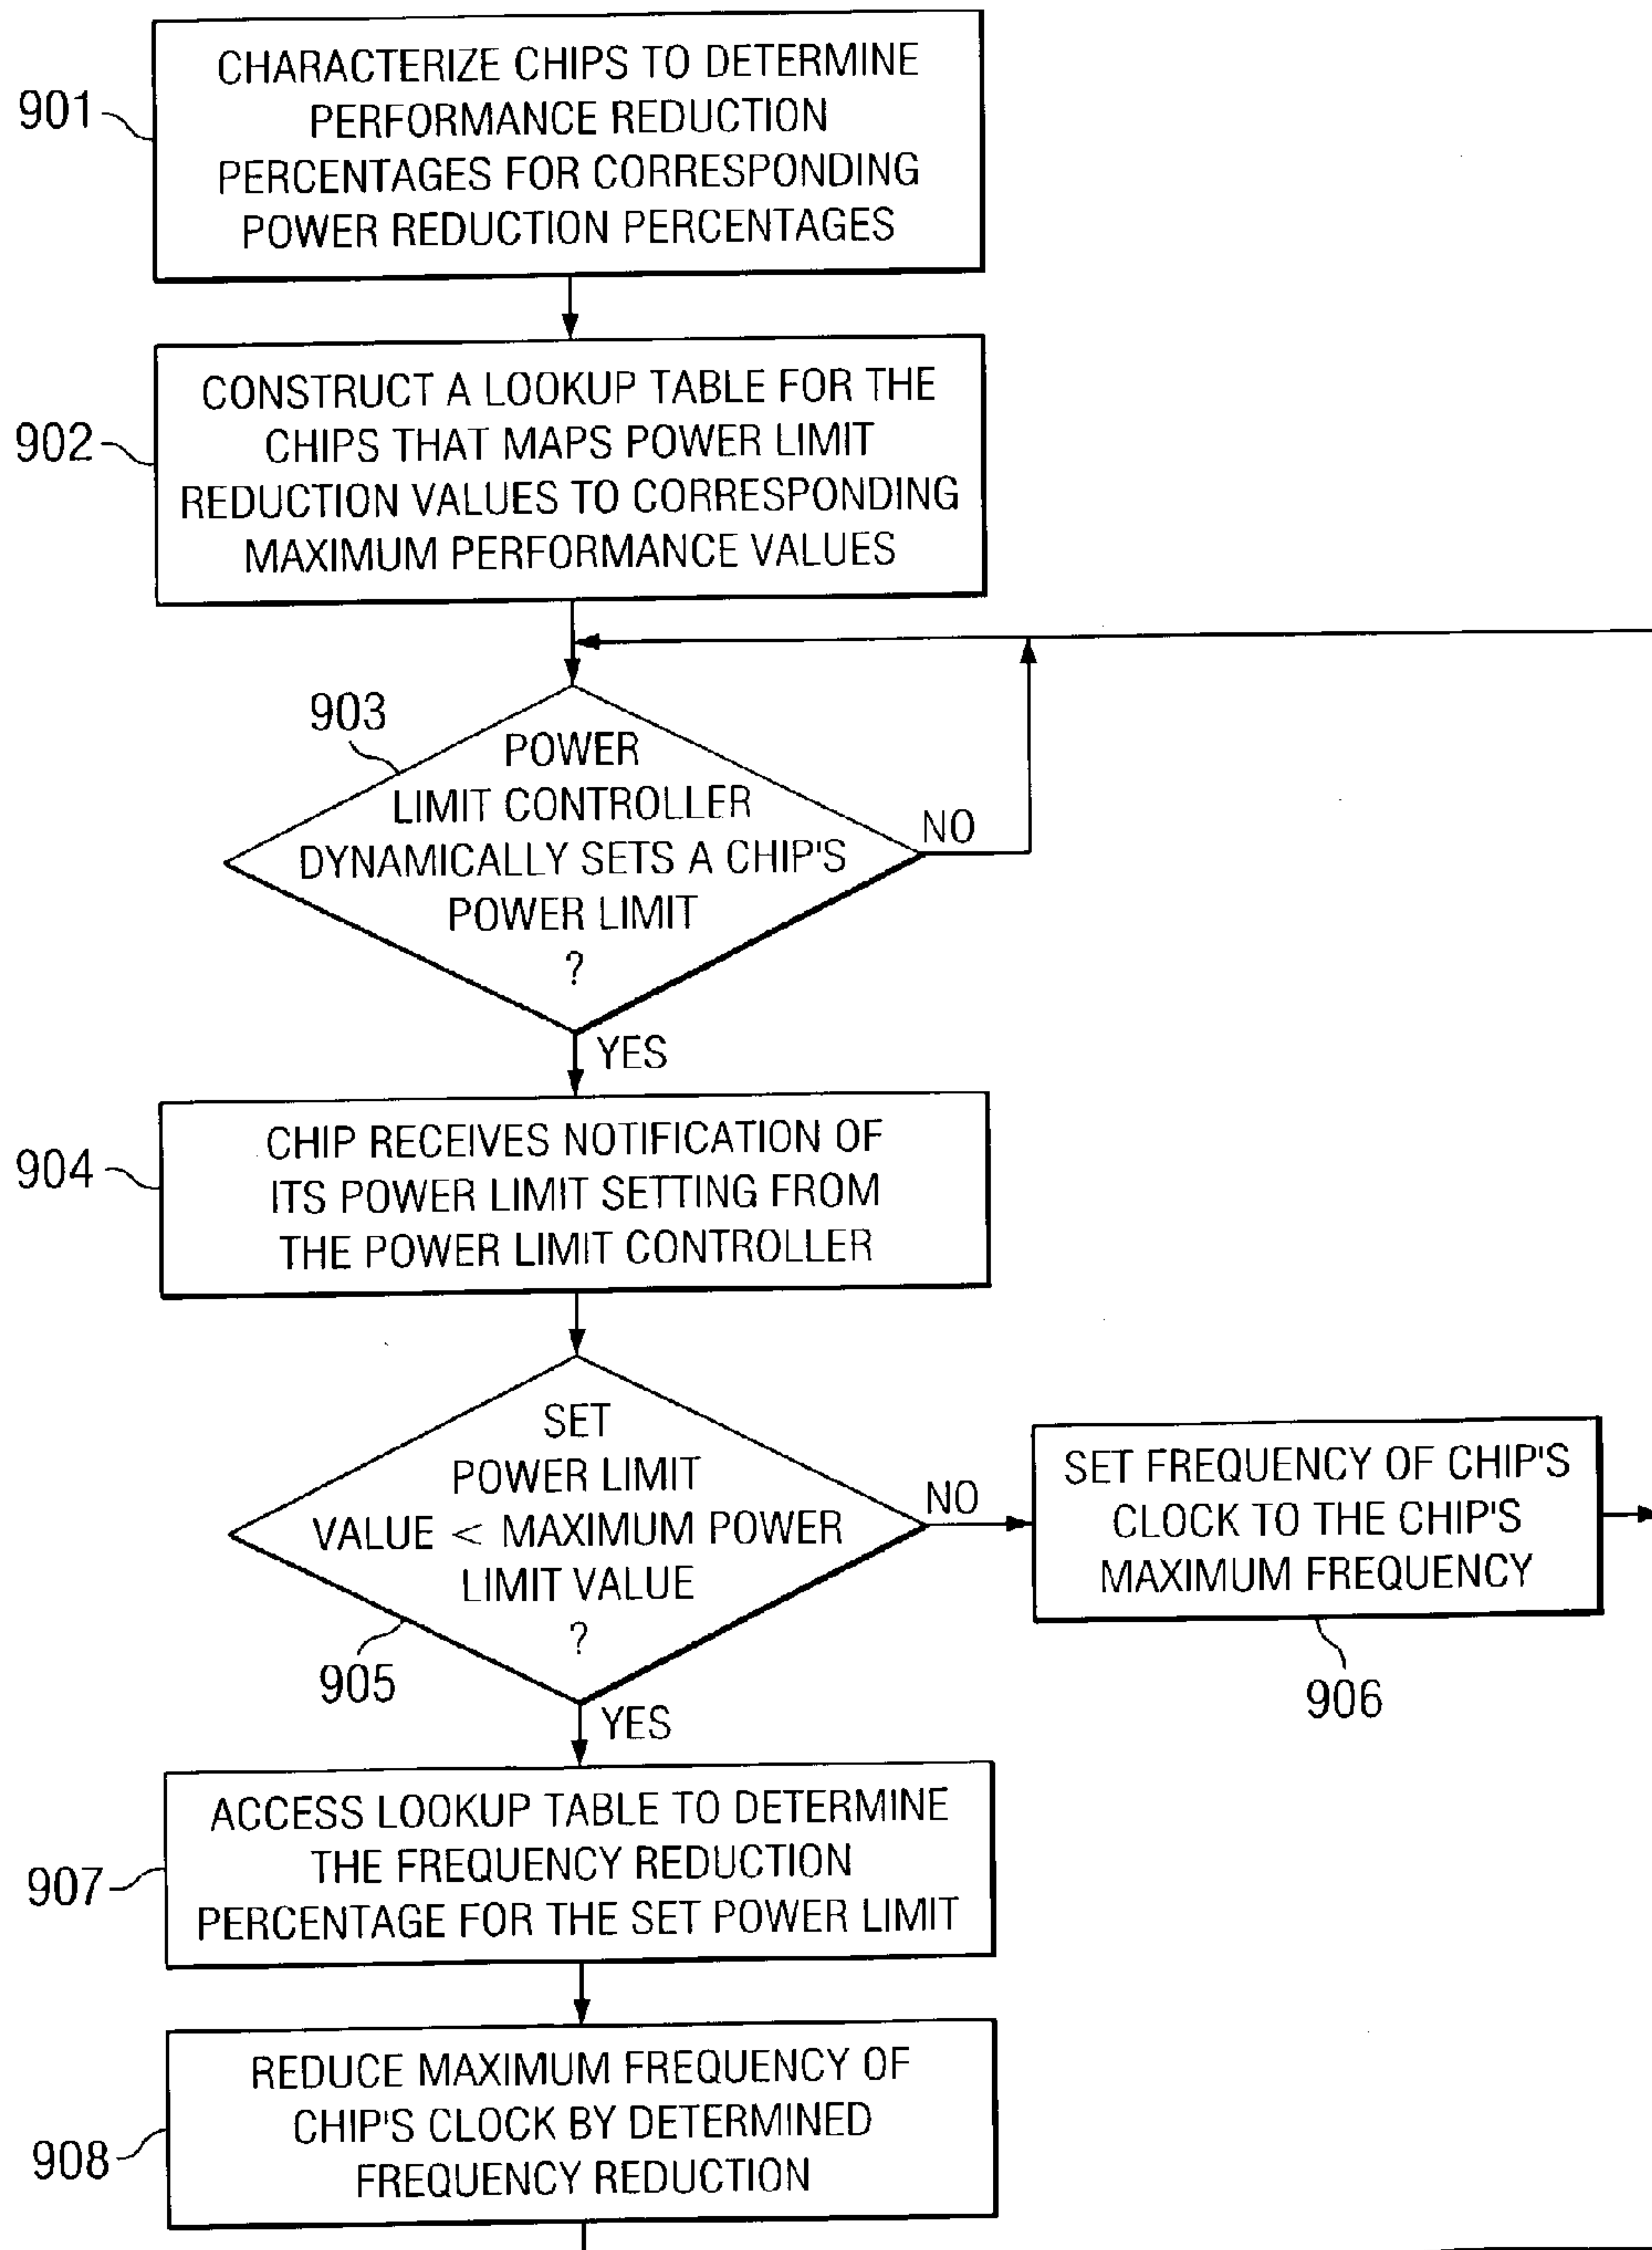 901
CHARACTERIZE CHIPS TO DETERMINE
PERFORMANCE REDUCTION
PERCENTAGES FOR CORRESPONDING
POWER REDUCTION PERCENTAGES
902
CONSTRUCT A LOOKUP TABLE FOR THE
CHIPS THAT MAPS POWER LIMIT
REDUCTION VALUES TO CORRESPONDING
MAXIMUM PERFORMANCE VALUES
903
POWER
LIMIT CONTROLLER
DYNAMICALLY SETS A CHIP'S
POWER LIMIT
?
NO
YES
904
CHIP RECEIVES NOTIFICATION OF
ITS POWER LIMIT SETTING FROM
THE POWER LIMIT CONTROLLER
SET
POWER LIMIT
VALUE < MAXIMUM POWER
LIMIT VALUE
?
905
NO
SET FREQUENCY OF CHIP'S
CLOCK TO THE CHIP'S
MAXIMUM FREQUENCY
906
YES
907
ACCESS LOOKUP TABLE TO DETERMINE
THE FREQUENCY REDUCTION
PERCENTAGE FOR THE SET POWER LIMIT
908
REDUCE MAXIMUM FREQUENCY OF
CHIP'S CLOCK BY DETERMINED
FREQUENCY REDUCTION